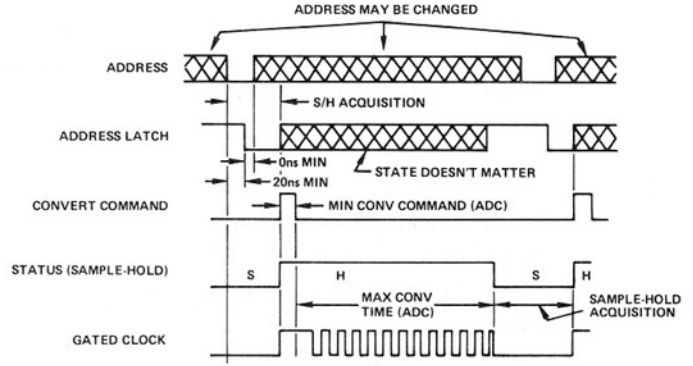 ADDRESS MAY BE CHANGED
ADDRESS
S/H ACQUISITION
ADDRESS LATCH
0ns MIN
STATE DOESN'T MATTER
20ns MIN
CONVERT COMMAND
MIN CONV COMMAND (ADC)
STATUS (SAMPLE-HOLD)
S
H
S
H
MAX CONV
TIME (ADC)
SAMPLE-HOLD
ACQUISITION
GATED CLOCK